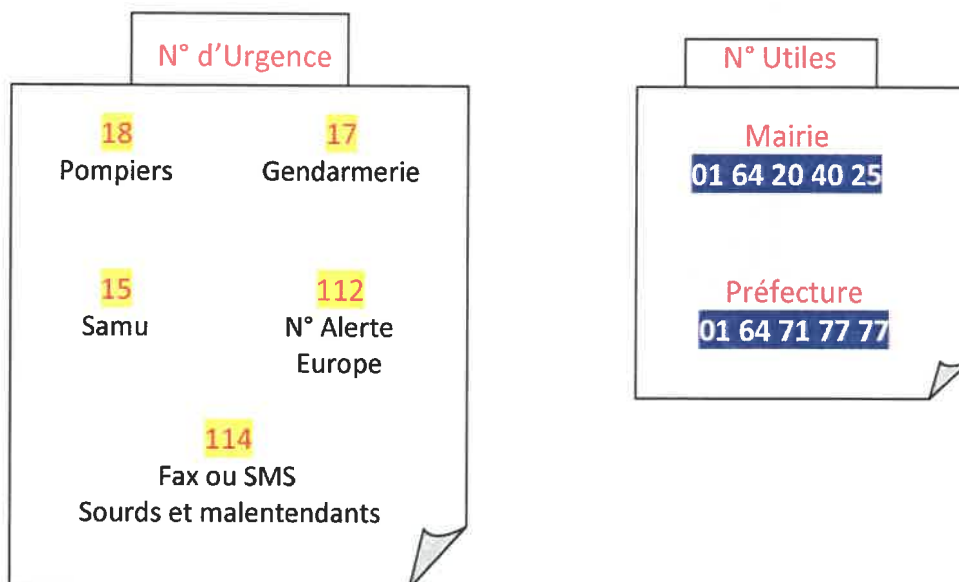 N° d'Urgence
18
Pompiers
17
Gendarmerie
15
Samu
112
N° Alerte
Europe
114
Fax ou SMS
Sourds et malentendants
N° Utiles
Mairie
01 64 20 40 25
Préfecture
01 64 71 77 77